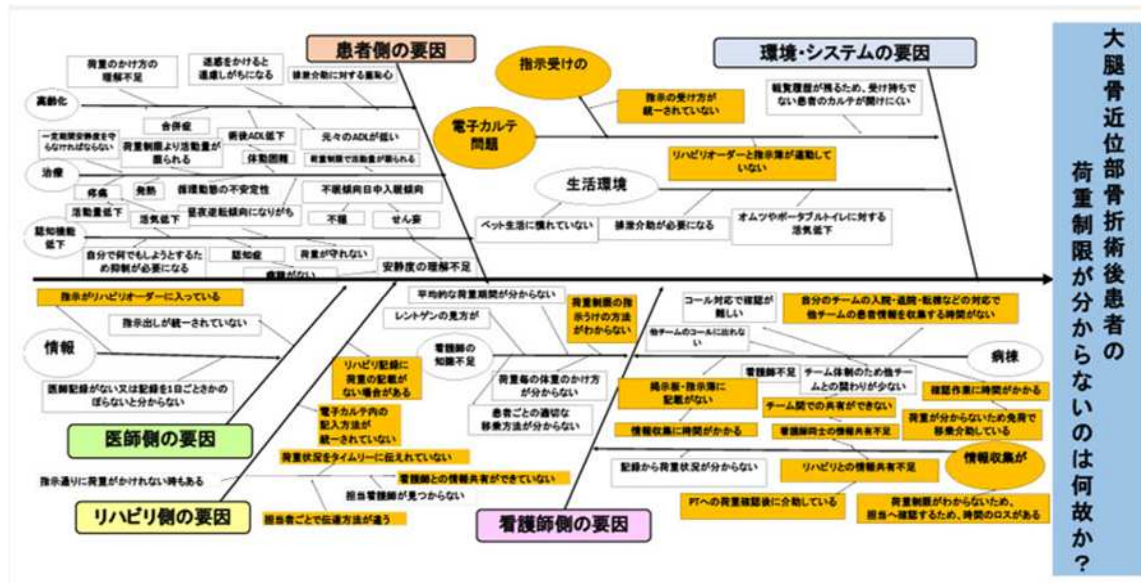 患者側の要因
環境・システムの要因
荷重のかけ方の
理解不足
迷惑をかけると
遠慮しがちになる
排泄介助に対する羞恥心
高齢化
合併症
術後ADL低下
元々のADLが低い
一定期間安静度を守
らなければならない
荷重制限より活動量が
限られる
体動困難
荷重制限で活動量が限られる
治療
疼痛
発熱
循環動態の不安定性
不眠傾向日中入眠傾向
活動量低下
活気低下
昼夜逆転傾向になりがち
不穏
せん妄
認知機能
低下
自分で何でもしようとするた
め抑制が必要になる
認知症
荷重が守れない
病識がない
安静度の理解不足
指示受けの
指示の受け方が
統一されていない
閲覧履歴が残るため、受け持ちで
ない患者のカルテが開けにくい
電子カルテ
問題
リハビリオーダーと指示簿が連動して
いない
生活環境
ベット生活に慣れていない
排泄介助が必要になる
オムツやポータブルトイレに対する
活気低下
大腿骨近位部骨折術後患者の
荷重制限が分からないのは何故か？
指示がリハビリオーダーに入っている
指示出しが統一されていない
情報
医師記録がない又は記録を1日ごとさかの
ぼらないと分からない
医師側の要因
リハビリ記録に
荷重の記載が
ない場合がある
電子カルテ内の
記入方法が
統一されていない
荷重状況をタイムリーに伝えれていない
指示通りに荷重がかけれない時もある
看護師との情報共有ができていない
担当看護師が見つからない
担当者ごとで伝達方法が違う
リハビリ側の要因
平均的な荷重期間が分からない
レントゲンの見方が
荷重制限の指
示うけの方法
がわからない
看護師の
知識不足
荷重毎の体重のかけ方
が分からない
患者ごとの適切な
移乗方法が分からない
コール対応で確認が
難しい
自分のチームの入院・退院・転棟などの対応で
他チームの患者情報を収集する時間がない
他チームのコールに出れな
い
病棟
看護師不足
チーム体制のため他チー
ムとの関わりが少ない
掲示板・指示簿に
記載がない
チーム間での共有ができない
確認作業に時間がかかる
情報収集に時間がかかる
看護師同士の情報共有不足
荷重が分からないため免荷で
移乗介助している
記録から荷重状況が分からない
リハビリとの情報共有不足
情報収集が
PTへの荷重確認後に介助している
荷重制限がわからないため、
担当へ確認するため、時間のロスがある
看護師側の要因